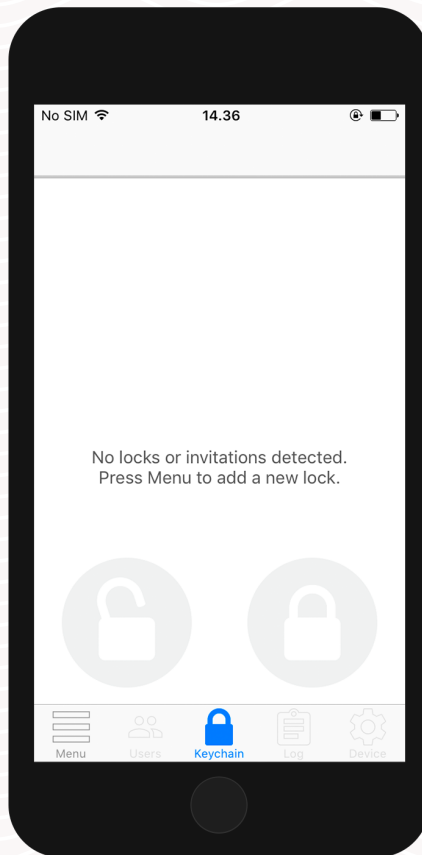 No SIM 14.36
No locks or invitations detected.
Press Menu to add a new lock.
Menu Users Keychain Log Device